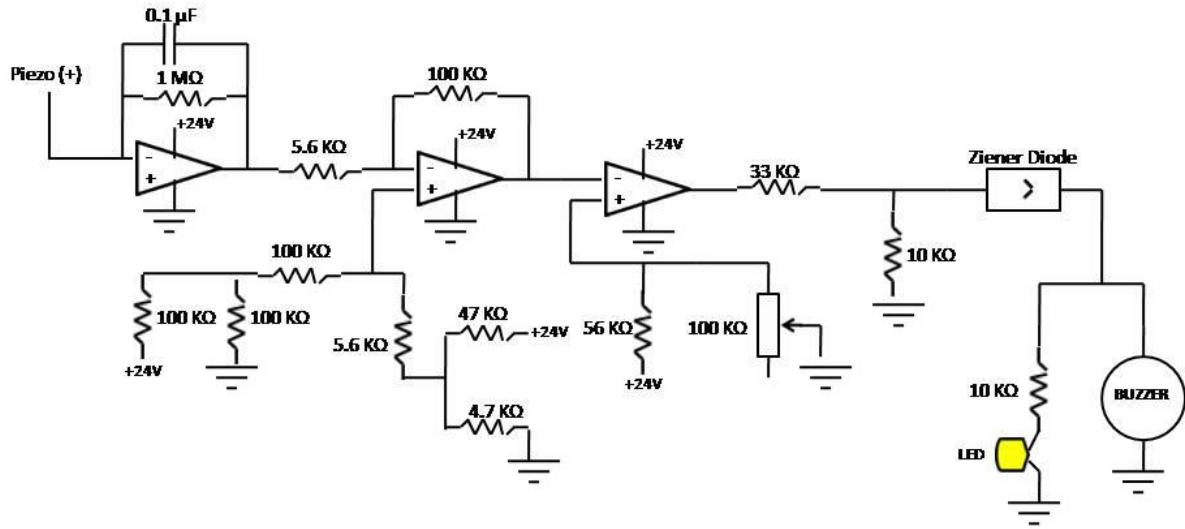 0.1 µF
Piezo (+)
1 MΩ
100 KΩ
+24V
+24V
+24V
5.6 KΩ
Ziener Diode
33 KΩ
-
+
-
+
-
+
100 KΩ
10 KΩ
100 KΩ
100 KΩ
47 KΩ
+24V
56 KΩ
100 KΩ
5.6 KΩ
+24V
+24V
4.7 KΩ
10 KΩ
BUZZER
LED